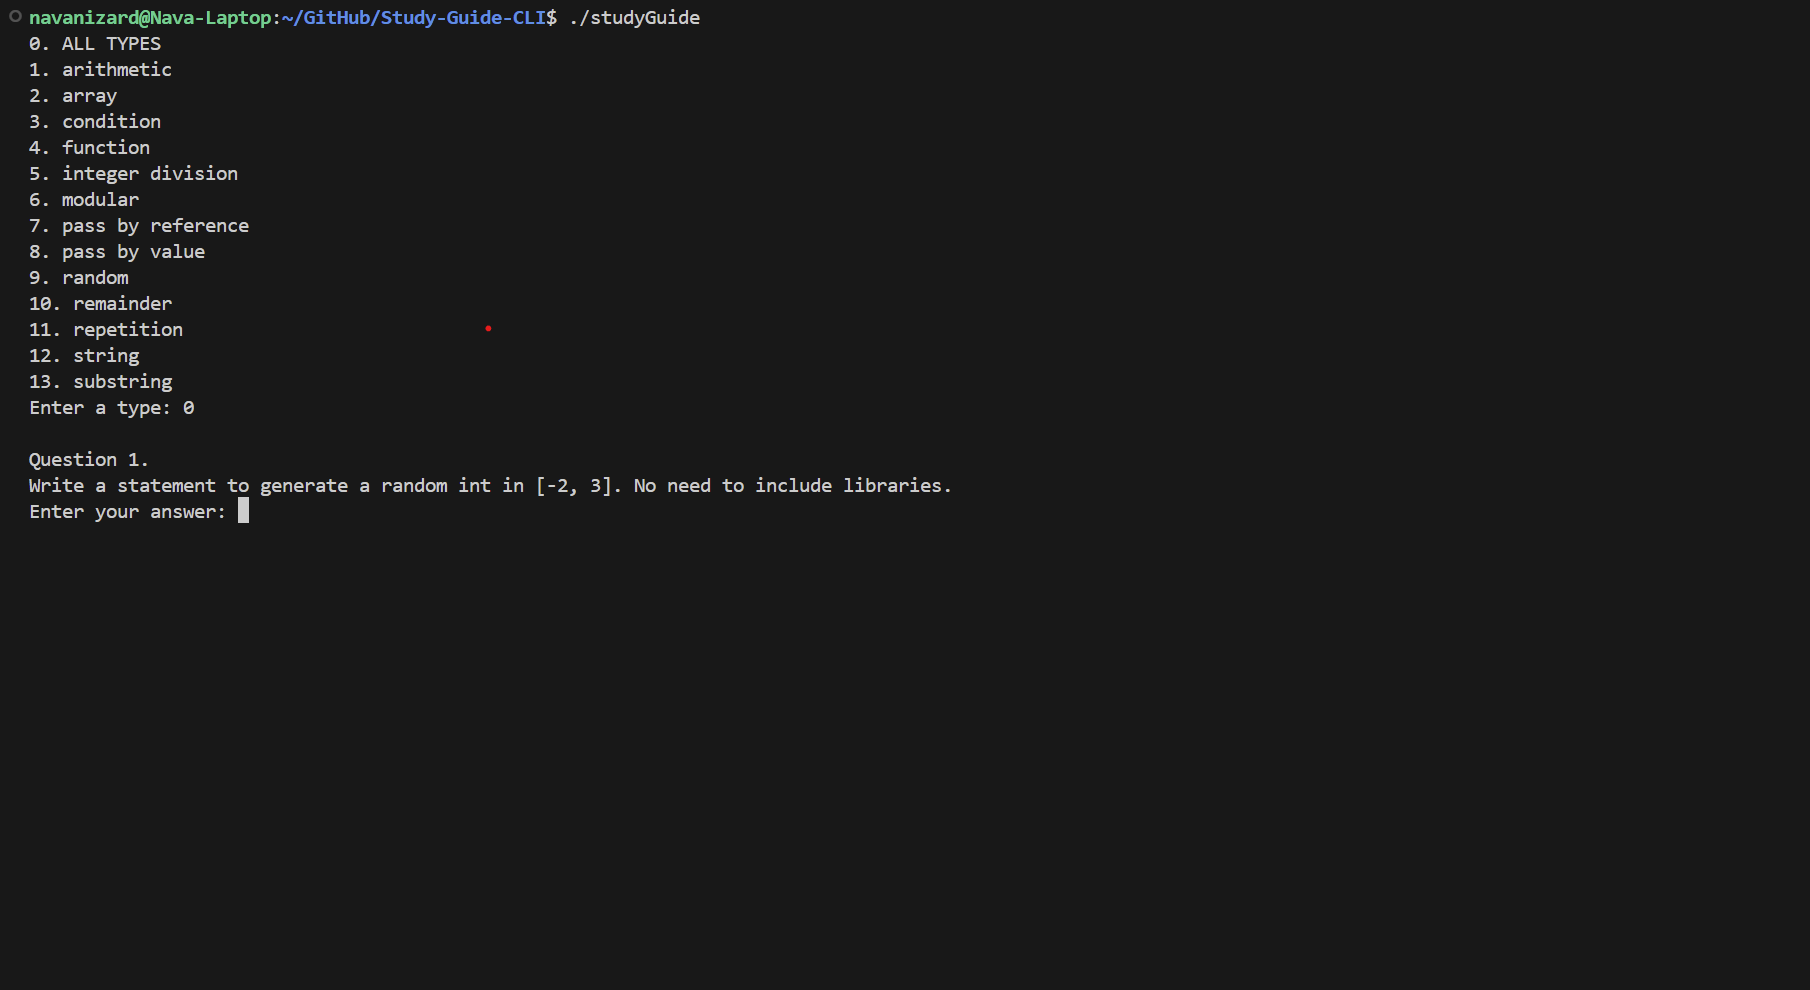 navanizard@Nava-Laptop:~/GitHub/Study-Guide-CLI$ ./studyGuide
0. ALL TYPES
1. arithmetic
2. array
3. condition
4. function
5. integer division
6. modular
7. pass by reference
8. pass by value
9. random
10. remainder
11. repetition
12. string
13. substring
Enter a type: 0
Question 1.
Write a statement to generate a random int in [-2, 3]. No need to include libraries.
Enter your answer: